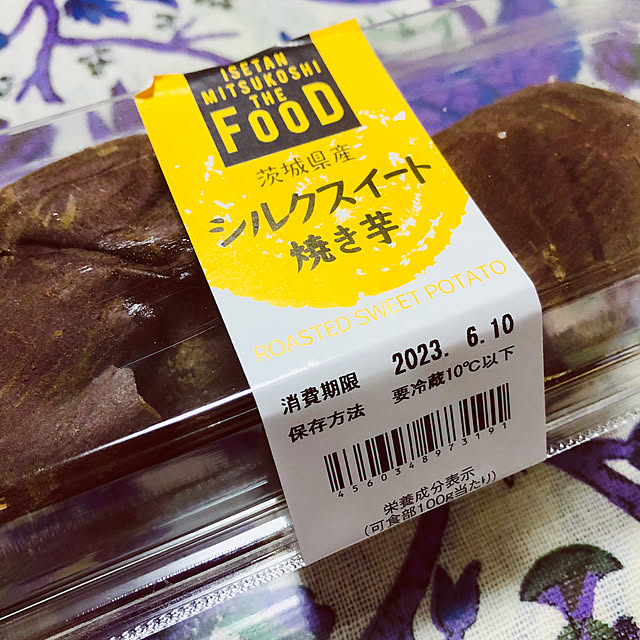 ISETAN
MITSUKOSHI
THE
FOOD
茨城県産
シルクスイート
焼き芋
ROASTED SWEET POTATO
消費期限 2023. 6.10
保存方法 要冷蔵10℃以下
4560348973191
栄養成分表示
(可食部100g当たり)